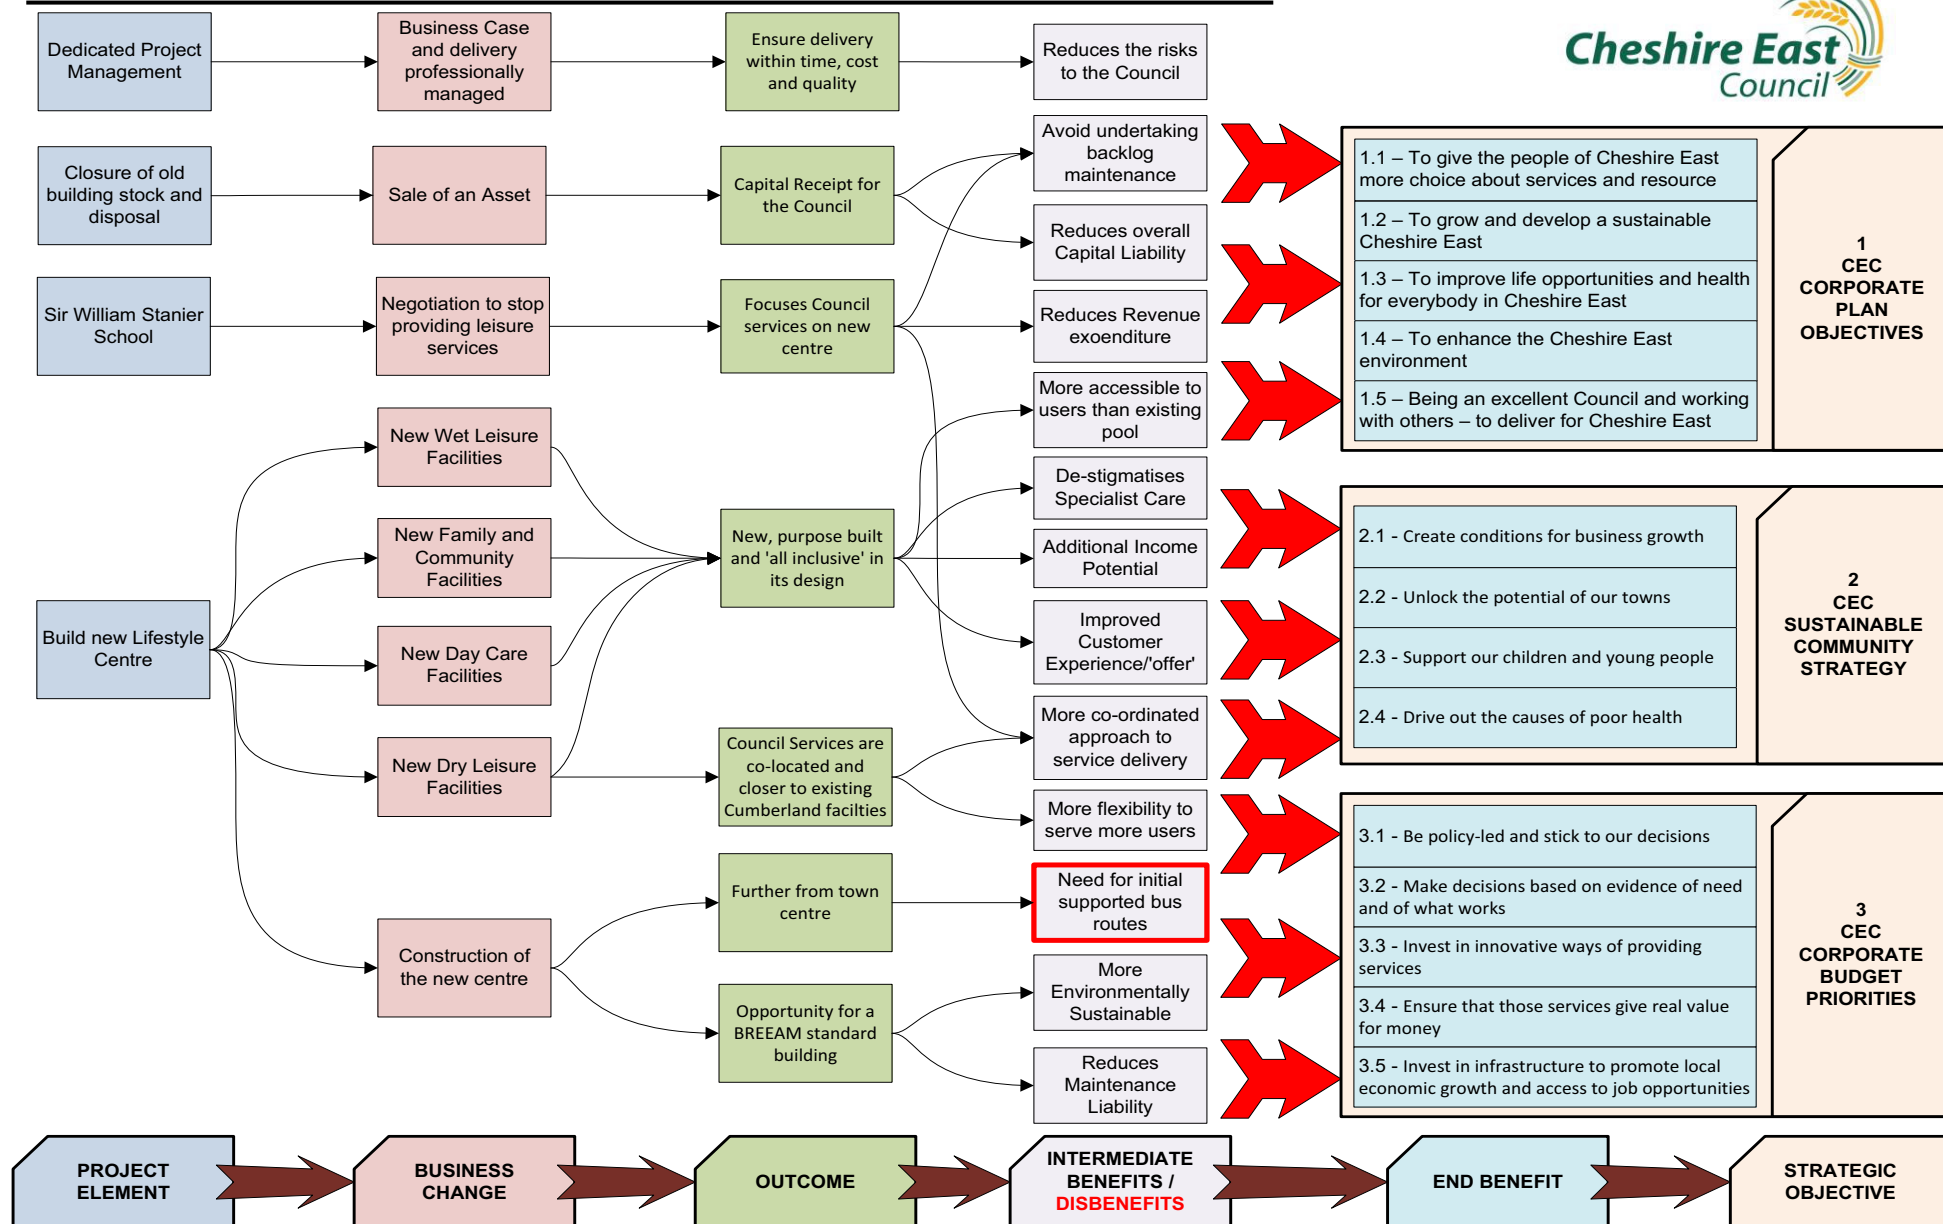 Cheshire East
Council
Dedicated Project
Management
Business Case
and delivery
professionally
managed
Ensure delivery
within time, cost
and quality
Reduces the risks
to the Council
Closure of old
building stock and
disposal
Sale of an Asset
Capital Receipt for
the Council
Avoid undertaking
backlog
maintenance
Reduces overall
Capital Liability
Sir William Stanier
School
Negotiation to stop
providing leisure
services
Focuses Council
services on new
centre
Reduces Revenue
exoenditure
More accessible to
users than existing
pool
Build new Lifestyle
Centre
New Wet Leisure
Facilities
New Family and
Community
Facilities
New Day Care
Facilities
New Dry Leisure
Facilities
Construction of
the new centre
New, purpose built
and 'all inclusive' in
its design
Council Services are
co-located and
closer to existing
Cumberland facilties
Further from town
centre
Opportunity for a
BREEAM standard
building
De-stigmatises
Specialist Care
Additional Income
Potential
Improved
Customer
Experience/'offer'
More co-ordinated
approach to
service delivery
More flexibility to
serve more users
Need for initial
supported bus
routes
More
Environmentally
Sustainable
Reduces
Maintenance
Liability
1.1 – To give the people of Cheshire East
more choice about services and resource
1.2 – To grow and develop a sustainable
Cheshire East
1.3 – To improve life opportunities and health
for everybody in Cheshire East
1.4 – To enhance the Cheshire East
environment
1.5 – Being an excellent Council and working
with others – to deliver for Cheshire East
1
CEC
CORPORATE
PLAN
OBJECTIVES
2.1 - Create conditions for business growth
2.2 - Unlock the potential of our towns
2.3 - Support our children and young people
2.4 - Drive out the causes of poor health
2
CEC
SUSTAINABLE
COMMUNITY
STRATEGY
3.1 - Be policy-led and stick to our decisions
3.2 - Make decisions based on evidence of need
and of what works
3.3 - Invest in innovative ways of providing
services
3.4 - Ensure that those services give real value
for money
3.5 - Invest in infrastructure to promote local
economic growth and access to job opportunities
3
CEC
CORPORATE
BUDGET
PRIORITIES
PROJECT
ELEMENT
BUSINESS
CHANGE
OUTCOME
INTERMEDIATE
BENEFITS /
DISBENEFITS
END BENEFIT
STRATEGIC
OBJECTIVE